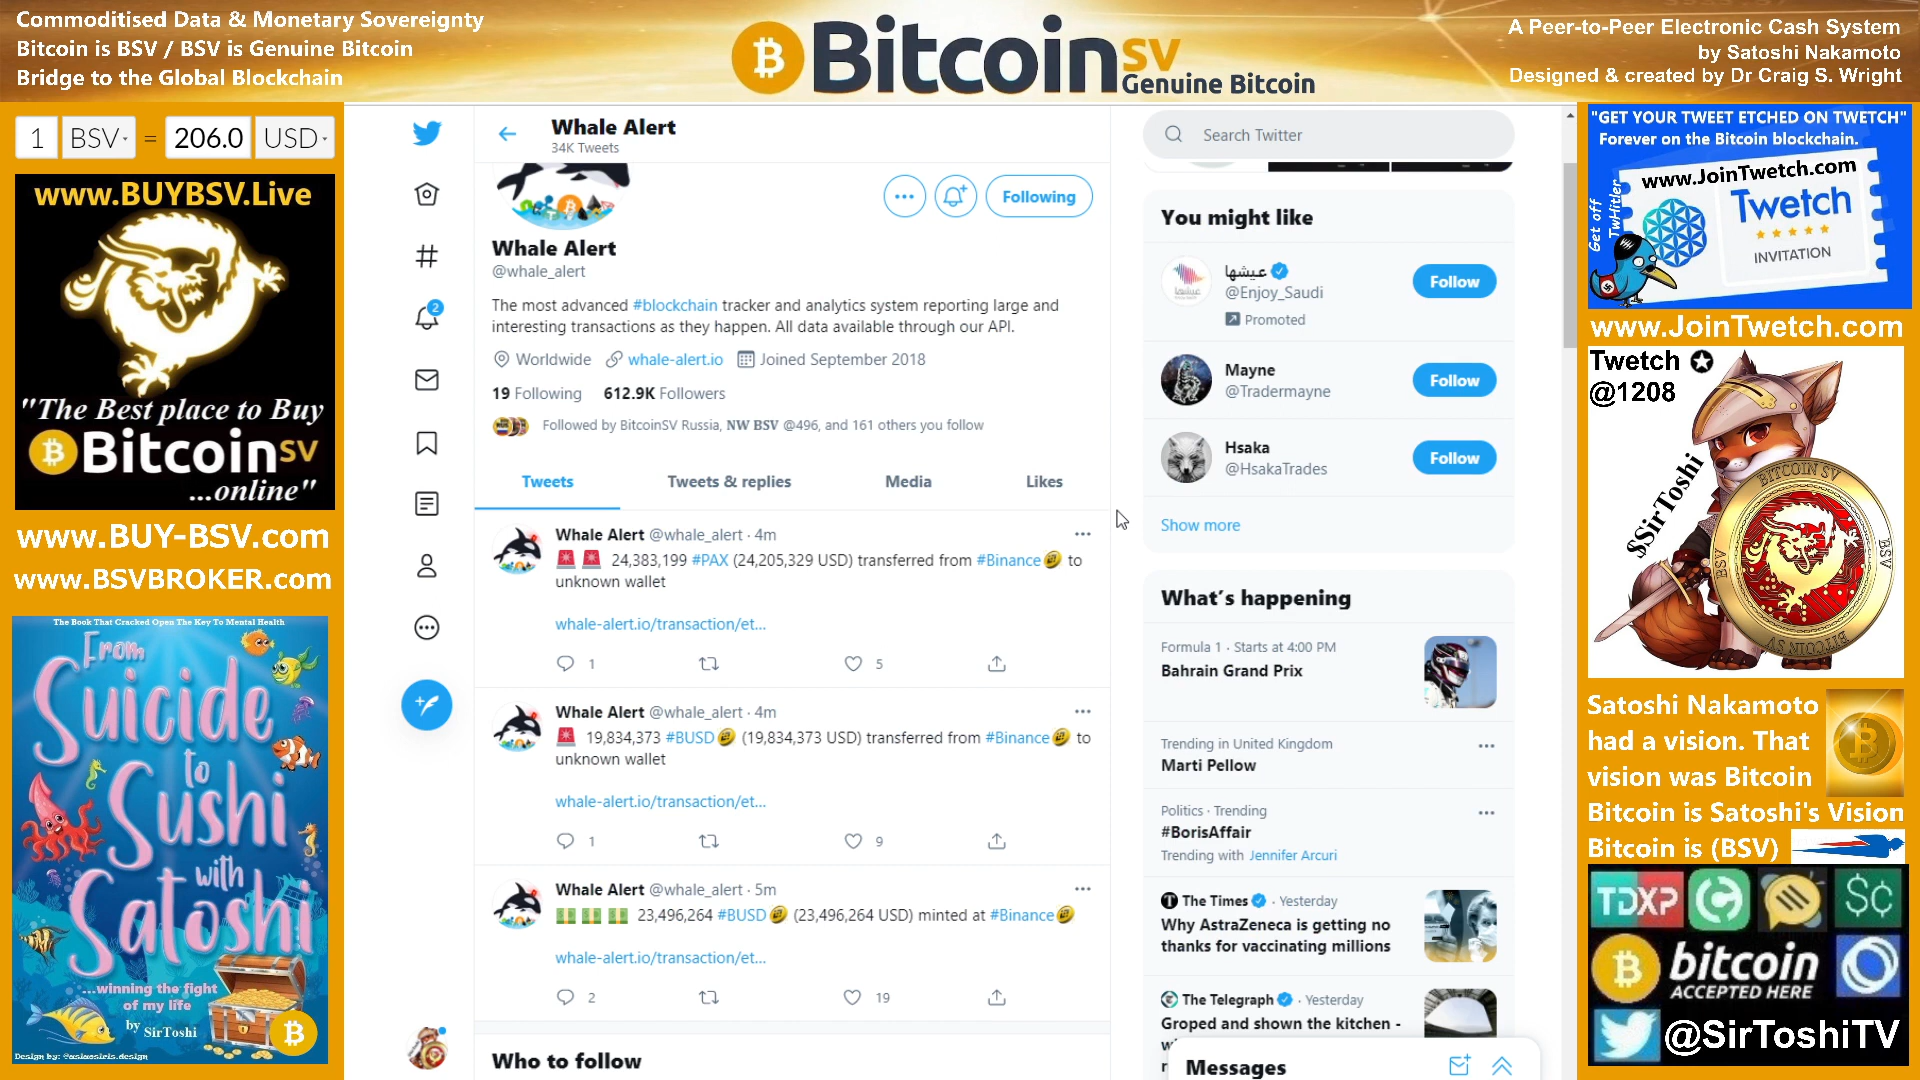 Commoditised Data & Monetary Sovereignty
Bitcoin is BSV / BSV is Genuine Bitcoin
Bridge to the Global Blockchain
Bitcoin SV
Genuine Bitcoin
A Peer-to-Peer Electronic Cash System
by Satoshi Nakamoto
Designed & created by Dr Craig S. Wright
1 BSV = 206.0 USD
www.BUYBSV.Live
"The Best place to Buy
BitcoinSV
...online"
www.BUY-BSV.com
www.BSVBROKER.com
The Book That Cracked Open The Key To Mental Health
From
Suicide
to
Sushi
with
Satoshi
...winning the fight
of my life
by SirToshi
Design by: @asiaosiris.design
Whale Alert
34K Tweets
Following
Whale Alert
@whale_alert
The most advanced #blockchain tracker and analytics system reporting large and
interesting transactions as they happen. All data available through our API.
Worldwide whale-alert.io Joined September 2018
19 Following 612.9K Followers
Followed by BitcoinSV Russia, NW BSV @496, and 161 others you follow
Tweets Tweets & replies Media Likes
Whale Alert @whale_alert · 4m
24,383,199 #PAX (24,205,329 USD) transferred from #Binance to
unknown wallet
whale-alert.io/transaction/et...
1 5
Whale Alert @whale_alert · 4m
19,834,373 #BUSD (19,834,373 USD) transferred from #Binance to
unknown wallet
whale-alert.io/transaction/et...
1 9
Whale Alert @whale_alert · 5m
23,496,264 #BUSD (23,496,264 USD) minted at #Binance
whale-alert.io/transaction/et...
2 19
Who to follow
2
Search Twitter
You might like
عيشها
@Enjoy_Saudi
Promoted
Follow
Mayne
@Tradermayne
Follow
Hsaka
@HsakaTrades
Follow
Show more
What's happening
Formula 1 · Starts at 4:00 PM
Bahrain Grand Prix
Trending in United Kingdom
Marti Pellow
Politics · Trending
#BorisAffair
Trending with Jennifer Arcuri
The Times · Yesterday
Why AstraZeneca is getting no
thanks for vaccinating millions
The Telegraph · Yesterday
Groped and shown the kitchen -
Messages
"GET YOUR TWEET ETCHED ON TWETCH"
Forever on the Bitcoin blockchain.
www.JoinTwetch.com
Twetch
INVITATION
Get off
TwHitler
www.JoinTwetch.com
Twetch
@1208
$SirToshi
BITCOIN SV
BSV
BSV
BITCOIN SV
Satoshi Nakamoto
had a vision. That
vision was Bitcoin
Bitcoin is Satoshi's Vision
Bitcoin is (BSV)
TDXP
$¢
bitcoin
ACCEPTED HERE
@SirToshiTV